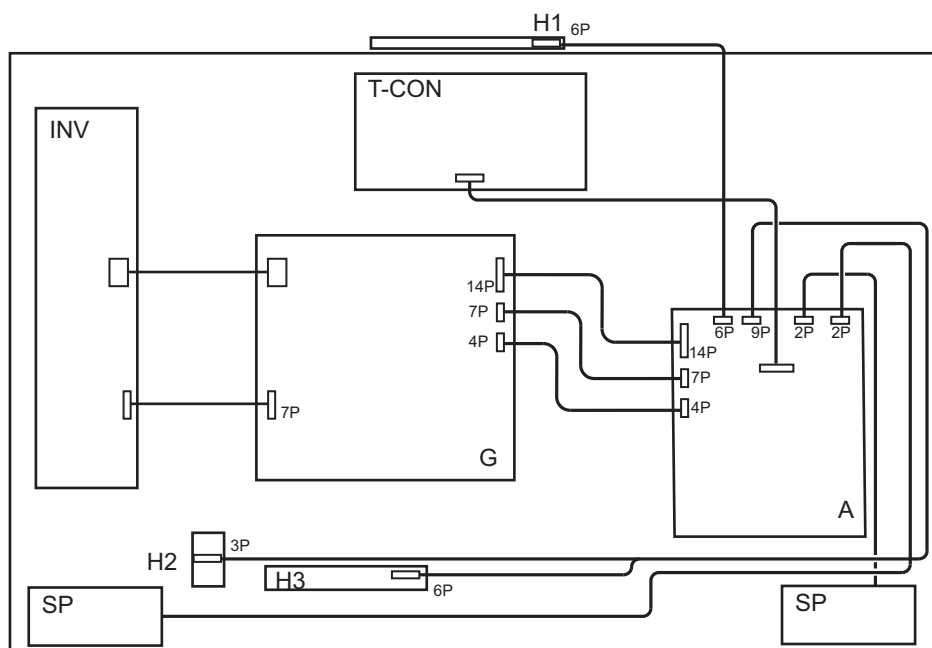 H1 6P
T-CON
INV
14P
7P
4P
7P
G
6P 9P 2P 2P
14P
7P
4P
A
H2 3P
H3 6P
SP
SP